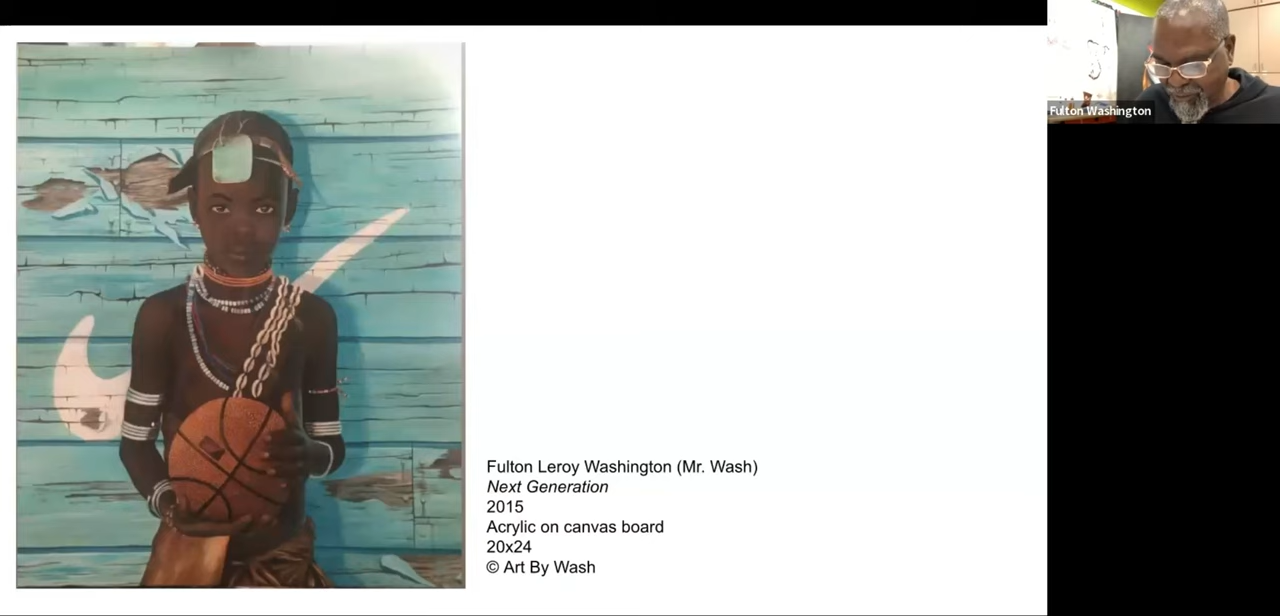 Fulton Washington
Fulton Leroy Washington (Mr. Wash)
Next Generation
2015
Acrylic on canvas board
20x24
© Art By Wash